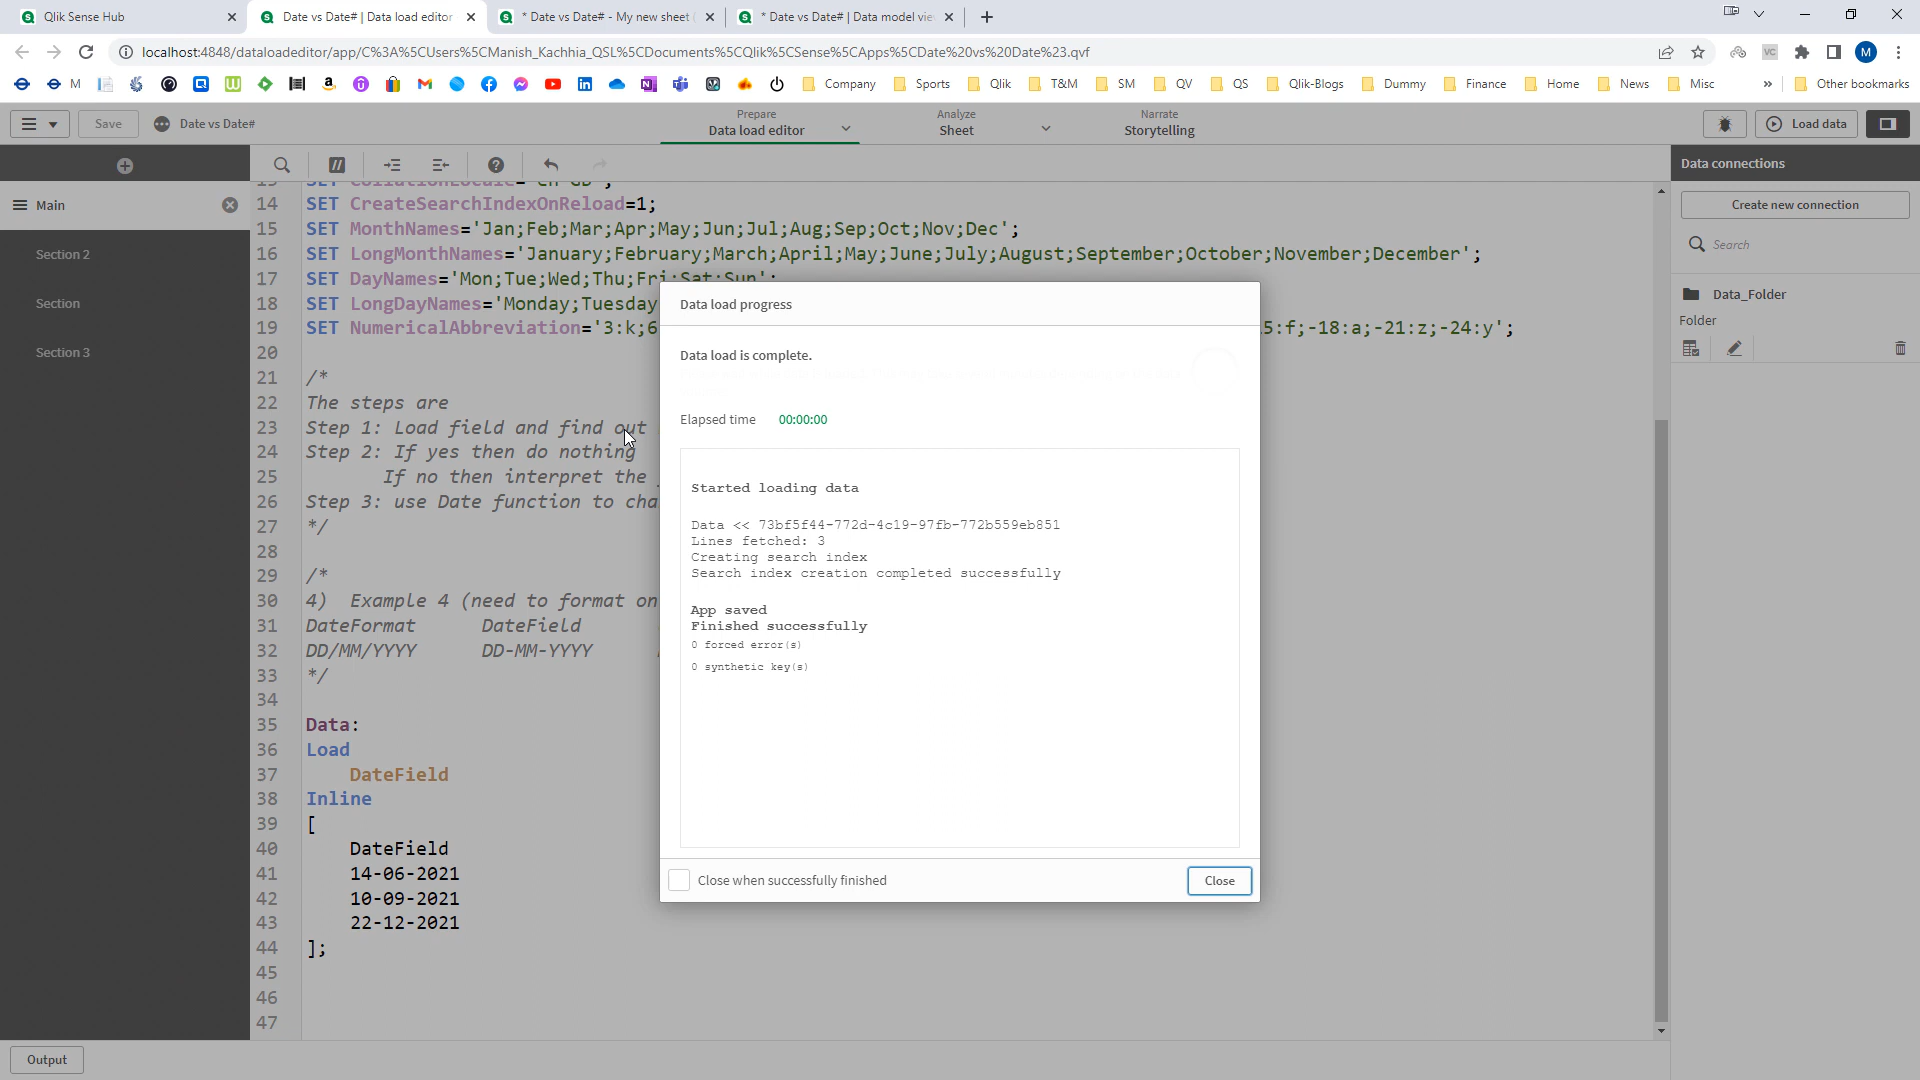 Qlik Sense Hub
Date vs Date# | Data load editor
* Date vs Date# - My new sheet
* Date vs Date# | Data model vie
localhost:4848/dataloadeditor/app/C%3A%5CUsers%5CManish_Kachhia_QSL%5CDocuments%5CQlik%5CSense%5CApps%5CDate%20vs%20Date%23.qvf
VC
M
M
Company
Sports
Qlik
T&M
SM
QV
QS
Qlik-Blogs
Dummy
Finance
Home
News
Misc
»
Other bookmarks
Save
Date vs Date#
Prepare
Data load editor
Analyze
Sheet
Narrate
Storytelling
Load data
Main
Section 2
Section
Section 3
14 SET CreateSearchIndexOnReload=1;
15 SET MonthNames='Jan;Feb;Mar;Apr;May;Jun;Jul;Aug;Sep;Oct;Nov;Dec';
16 SET LongMonthNames='January;February;March;April;May;June;July;August;September;October;November;December';
17 SET DayNames='Mon;Tue;Wed;Thu;Fri;Sat;Sun';
18 SET LongDayNames='Monday;Tuesday
19 SET NumericalAbbreviation='3:k;6 5:f;-18:a;-21:z;-24:y';
20
21 /*
22 The steps are
23 Step 1: Load field and find out
24 Step 2: If yes then do nothing
25 If no then interpret the
26 Step 3: use Date function to cha
27 */
28
29 /*
30 4) Example 4 (need to format on
31 DateFormat DateField
32 DD/MM/YYYY DD-MM-YYYY
33 */
34
35 Data:
36 Load
37 DateField
38 Inline
39 [
40 DateField
41 14-06-2021
42 10-09-2021
43 22-12-2021
44 ];
45
46
47
Data load progress
Data load is complete.
Elapsed time 00:00:00
Started loading data
Data << 73bf5f44-772d-4c19-97fb-772b559eb851
Lines fetched: 3
Creating search index
Search index creation completed successfully
App saved
Finished successfully
0 forced error(s)
0 synthetic key(s)
Close when successfully finished
Close
Data connections
Create new connection
Search
Data_Folder
Folder
Output